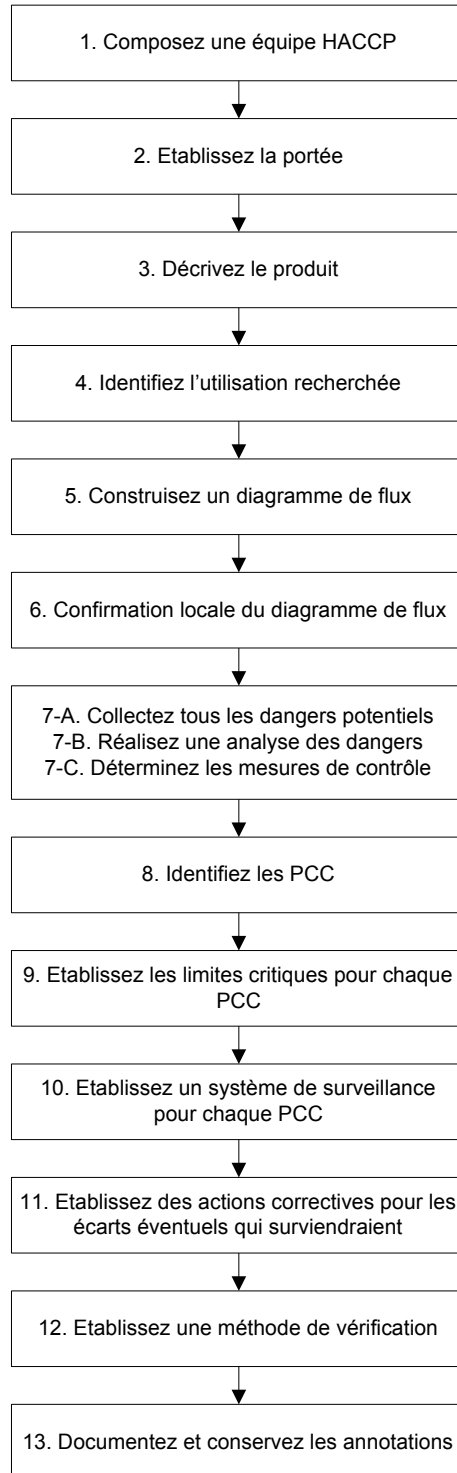 1. Composez une équipe HACCP
2. Etablissez la portée
3. Décrivez le produit
4. Identifiez l’utilisation recherchée
5. Construisez un diagramme de flux
6. Confirmation locale du diagramme de flux
7-A. Collectez tous les dangers potentiels
7-B. Réalisez une analyse des dangers
7-C. Déterminez les mesures de contrôle
8. Identifiez les PCC
9. Etablissez les limites critiques pour chaque
PCC
10. Etablissez un système de surveillance
pour chaque PCC
11. Etablissez des actions correctives pour les
écarts éventuels qui surviendraient
12. Etablissez une méthode de vérification
13. Documentez et conservez les annotations